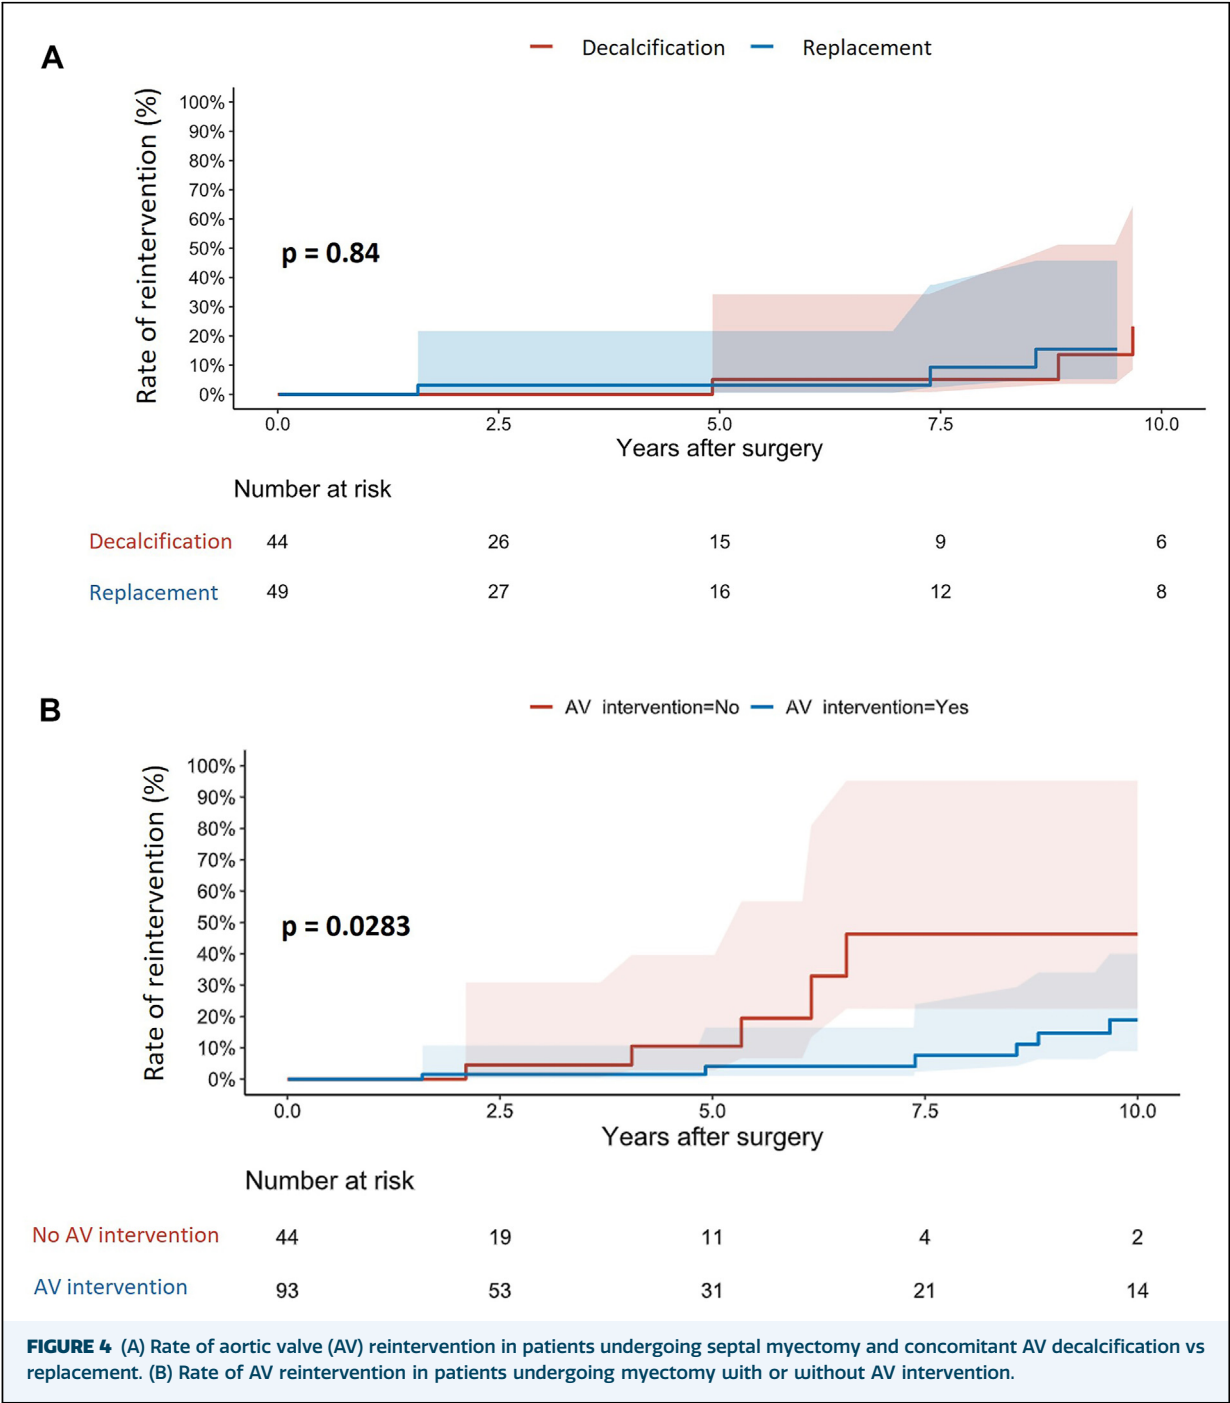 A
Decalcification Replacement
Rate of reintervention (%)
100%
90%
80%
70%
60%
50%
40%
30%
20%
10%
0%
p = 0.84
0.0 2.5 5.0 7.5 10.0
Years after surgery
Number at risk
Decalcification 44 26 15 9 6
Replacement 49 27 16 12 8
B
AV intervention=No AV intervention=Yes
Rate of reintervention (%)
100%
90%
80%
70%
60%
50%
40%
30%
20%
10%
0%
p = 0.0283
0.0 2.5 5.0 7.5 10.0
Years after surgery
Number at risk
No AV intervention 44 19 11 4 2
AV intervention 93 53 31 21 14
FIGURE 4 (A) Rate of aortic valve (AV) reintervention in patients undergoing septal myectomy and concomitant AV decalcification vs
replacement. (B) Rate of AV reintervention in patients undergoing myectomy with or without AV intervention.